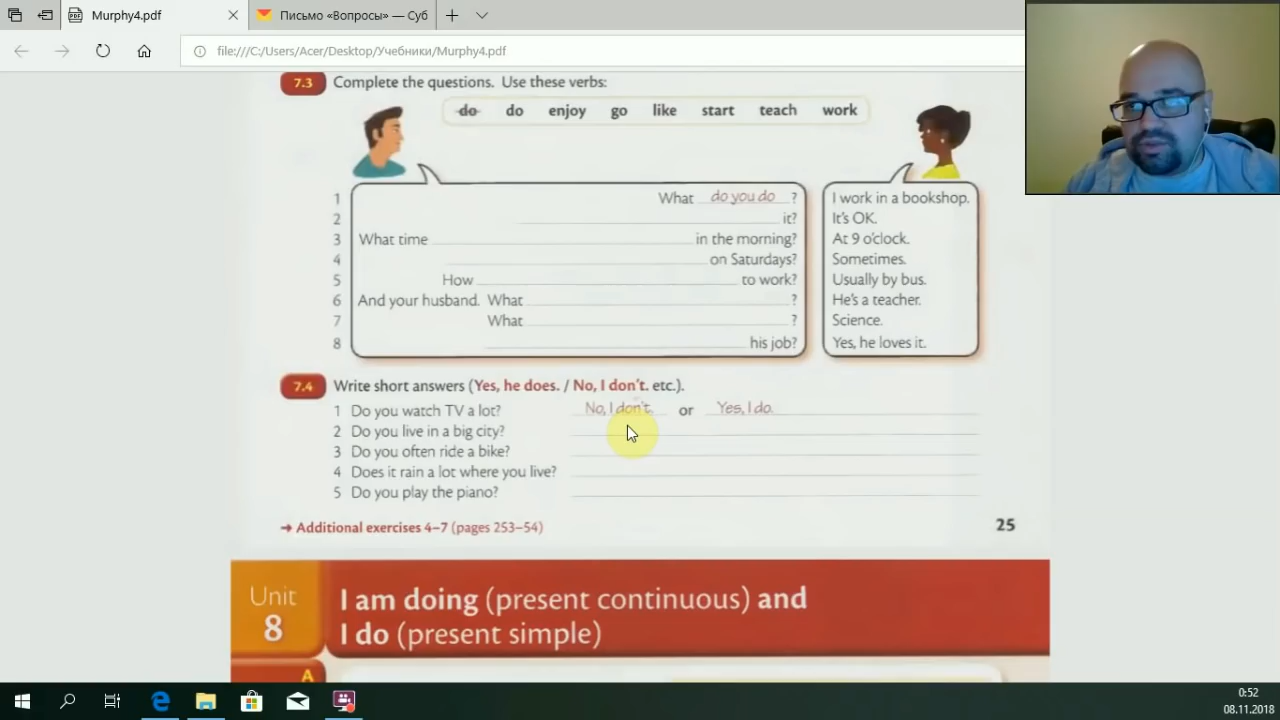 Murphy4.pdf
Письмо «Вопросы» — Суб
file:///C:/Users/Acer/Desktop/Учебники/Murphy4.pdf
7.3 Complete the questions. Use these verbs:
do do enjoy go like start teach work
1 What do you do ? I work in a bookshop.
2 it? It's OK.
3 What time in the morning? At 9 o'clock.
4 on Saturdays? Sometimes.
5 How to work? Usually by bus.
6 And your husband. What ? He's a teacher.
7 What ? Science.
8 his job? Yes, he loves it.
7.4 Write short answers (Yes, he does. / No, I don't. etc.).
1 Do you watch TV a lot? No, I don't. or Yes, I do.
2 Do you live in a big city?
3 Do you often ride a bike?
4 Does it rain a lot where you live?
5 Do you play the piano?
→ Additional exercises 4–7 (pages 253–54)
25
Unit
8
I am doing (present continuous) and
I do (present simple)
A
0:52
08.11.2018